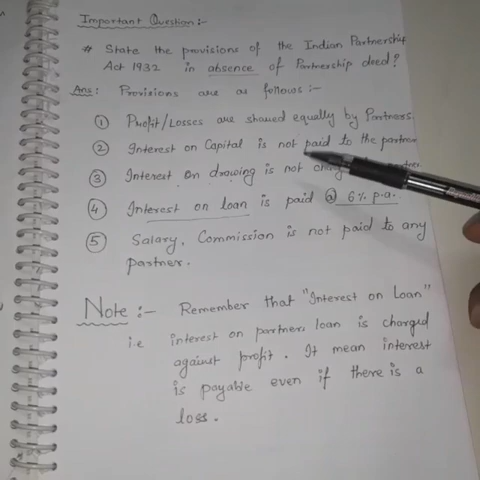 Important Question:-
# State the provisions of the Indian Partnership
Act 1932 in absence of Partnership deed?
Ans: Provisions are as follows:-
① Profit/Losses are shared equally by Partners.
② Interest on Capital is not paid to the partner
③ Interest on drawing is not
④ Interest on loan is paid @ 6% p.a.
⑤ Salary, Commission is not paid to any
partner.
Note:- Remember that "Interest on Loan"
i.e interest on partners loan is charged
against profit. It mean interest
is payable even if there is a
loss.